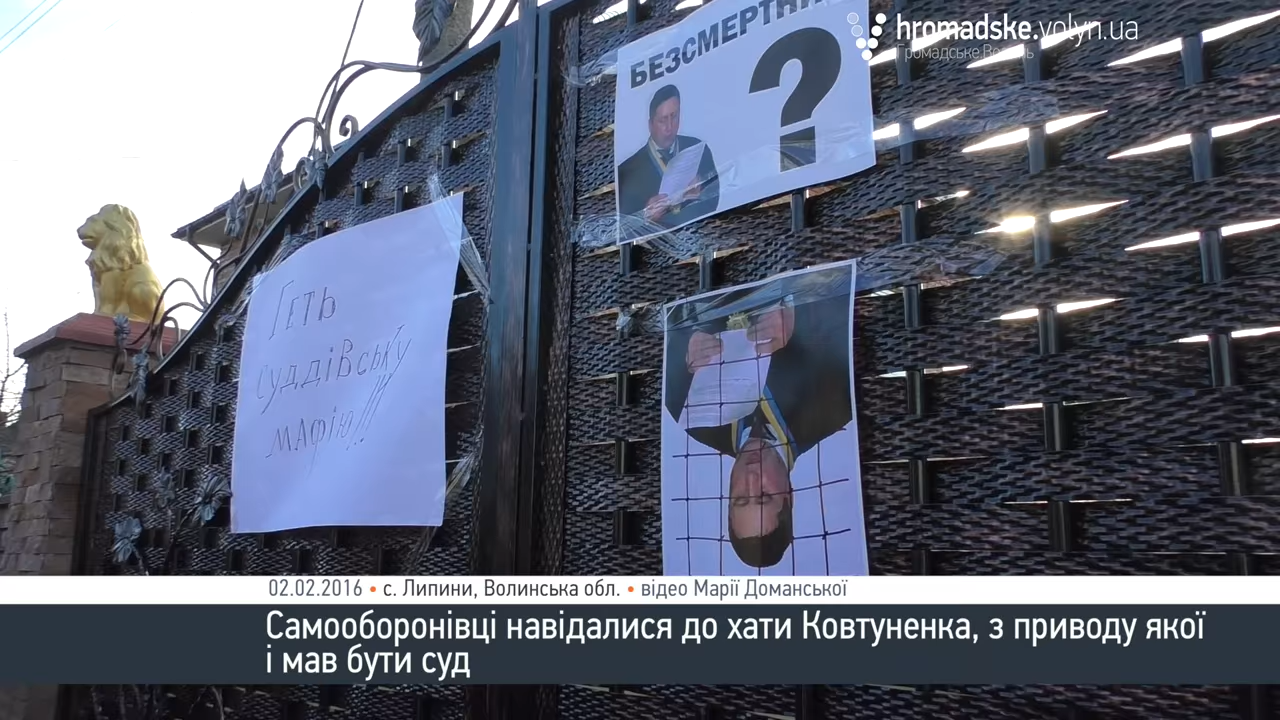 БЕЗСМЕРТНИ
?
hromadske.volyn.ua
Громадське.Волинь
Геть
суддівську
мафію!!!
02.02.2016 • с. Липини, Волинська обл. • відео Марії Доманської
Самооборонівці навідалися до хати Ковтуненка, з приводу якої
і мав бути суд